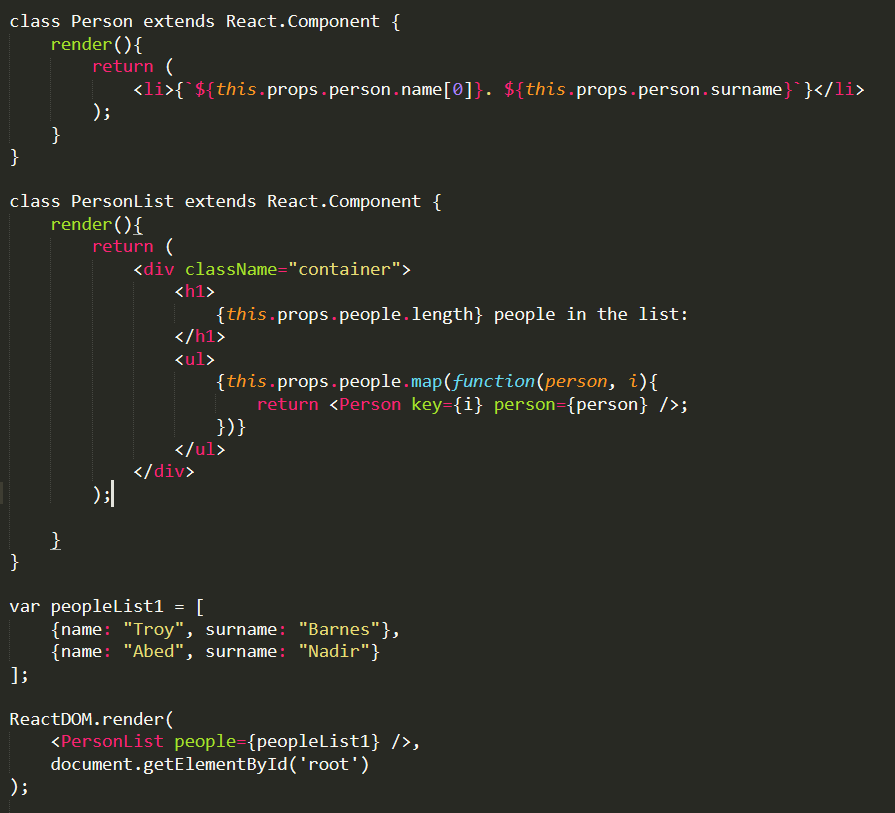 class Person extends React.Component {
    render(){
        return (
            <li>{`${this.props.person.name[0]}. ${this.props.person.surname}`}</li>
        );
    }
}

class PersonList extends React.Component {
    render(){
        return (
            <div className="container">
                <h1>
                    {this.props.people.length} people in the list:
                </h1>
                <ul>
                    {this.props.people.map(function(person, i){
                        return <Person key={i} person={person} />;
                    })}
                </ul>
            </div>
        );

    }
}

var peopleList1 = [
    {name: "Troy", surname: "Barnes"},
    {name: "Abed", surname: "Nadir"}
];

ReactDOM.render(
    <PersonList people={peopleList1} />,
    document.getElementById('root')
);